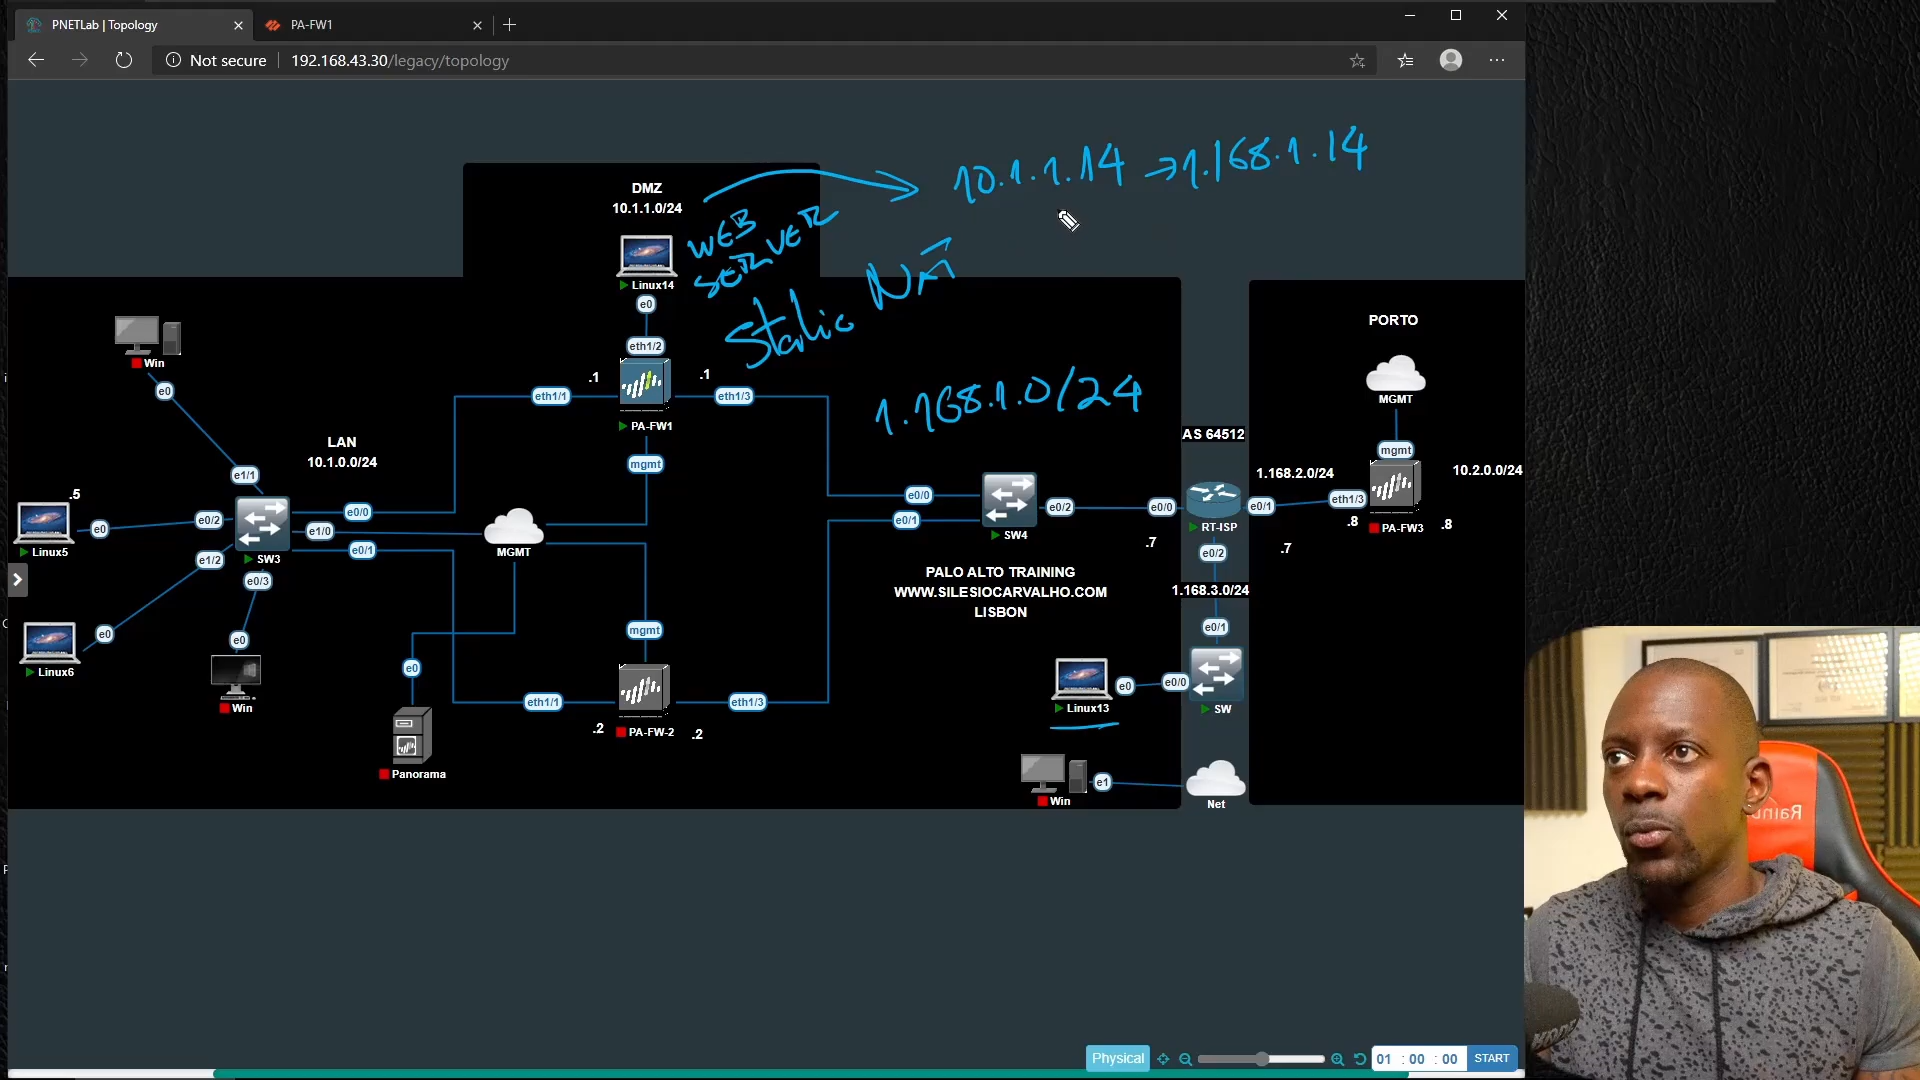 PNETLab | Topology
PA-FW1
Not secure
192.168.43.30/legacy/topology
10.1.1.14 → 1.168.1.14
DMZ
10.1.1.0/24
WEB
SERVER
Linux14
Static NAT
e0
eth1/2
.1
.1
eth1/1
eth1/3
PA-FW1
mgmt
1.168.1.0/24
Win
e0
LAN
10.1.0.0/24
e1/1
.5
e0
Linux5
e0/2
e0/0
e1/0
e0/1
e1/2
SW3
e0/3
e0
Linux6
e0
Win
MGMT
e0
Panorama
mgmt
eth1/1
eth1/3
.2
PA-FW-2
.2
e0/0
e0/1
SW4
e0/2
e0/0
.7
PALO ALTO TRAINING
WWW.SILESIOCARVALHO.COM
LISBON
AS 64512
RT-ISP
e0/1
e0/2
1.168.3.0/24
e0/1
Linux13
e0
e0/0
SW
Win
e1
Net
PORTO
MGMT
mgmt
1.168.2.0/24
10.2.0.0/24
eth1/3
.8
PA-FW3
.8
.7
Physical
01 : 00 : 00
START